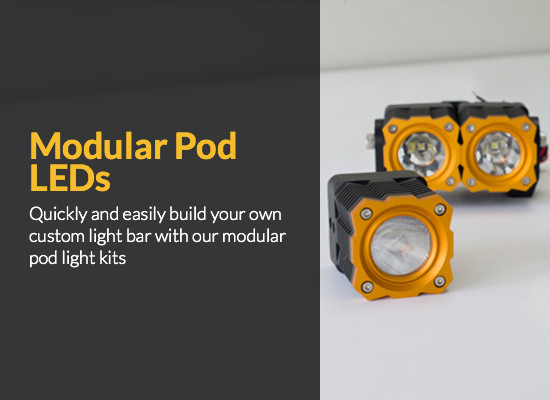 Modular Pod
LEDs
Quickly and easily build your own
custom light bar with our modular
pod light kits